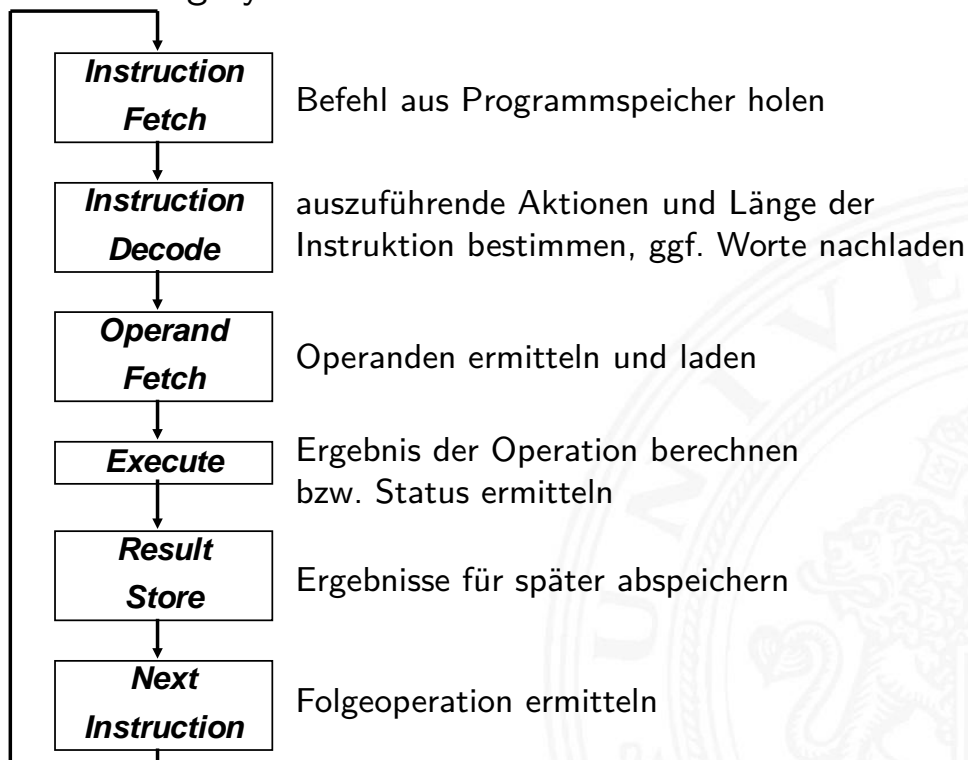 Instruction
Fetch
Befehl aus Programmspeicher holen
Instruction
Decode
auszuführende Aktionen und Länge der
Instruktion bestimmen, ggf. Worte nachladen
Operand
Fetch
Operanden ermitteln und laden
Execute
Ergebnis der Operation berechnen
bzw. Status ermitteln
Result
Store
Ergebnisse für später abspeichern
Next
Instruction
Folgeoperation ermitteln